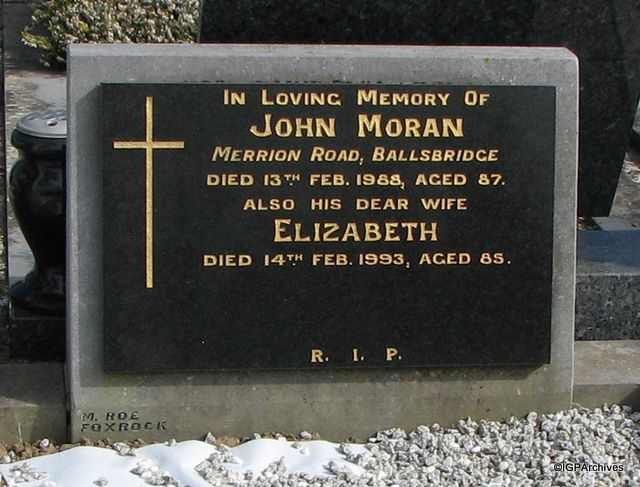 In Loving Memory Of
John Moran
Merrion Road, Ballsbridge
died 13th Feb. 1988, aged 87.
also his dear wife
Elizabeth
died 14th Feb. 1993, aged 85.
R. I. P.
M. ROE
FOXROCK
©IGPArchives